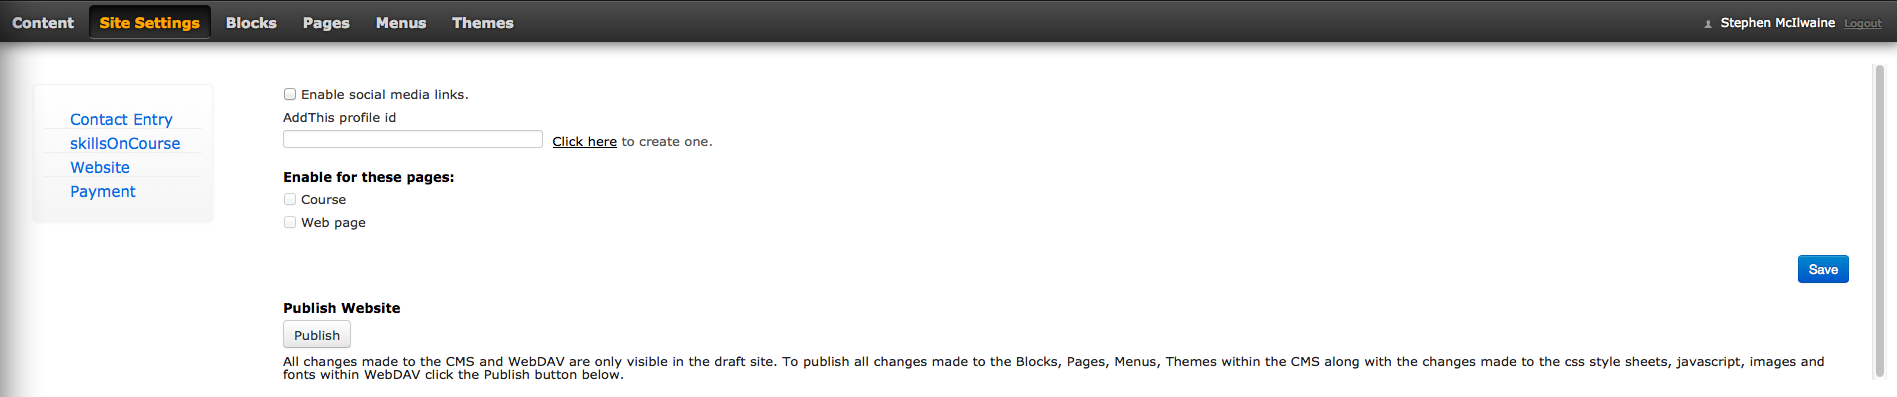 Content Site Settings Blocks Pages Menus Themes Stephen McIlwaine Logout
Contact Entry
skillsOnCourse
Website
Payment
Enable social media links.
AddThis profile id
Click here to create one.
Enable for these pages:
Course
Web page
Save
Publish Website
Publish
All changes made to the CMS and WebDAV are only visible in the draft site. To publish all changes made to the Blocks, Pages, Menus, Themes within the CMS along with the changes made to the css style sheets, javascript, images and
fonts within WebDAV click the Publish button below.